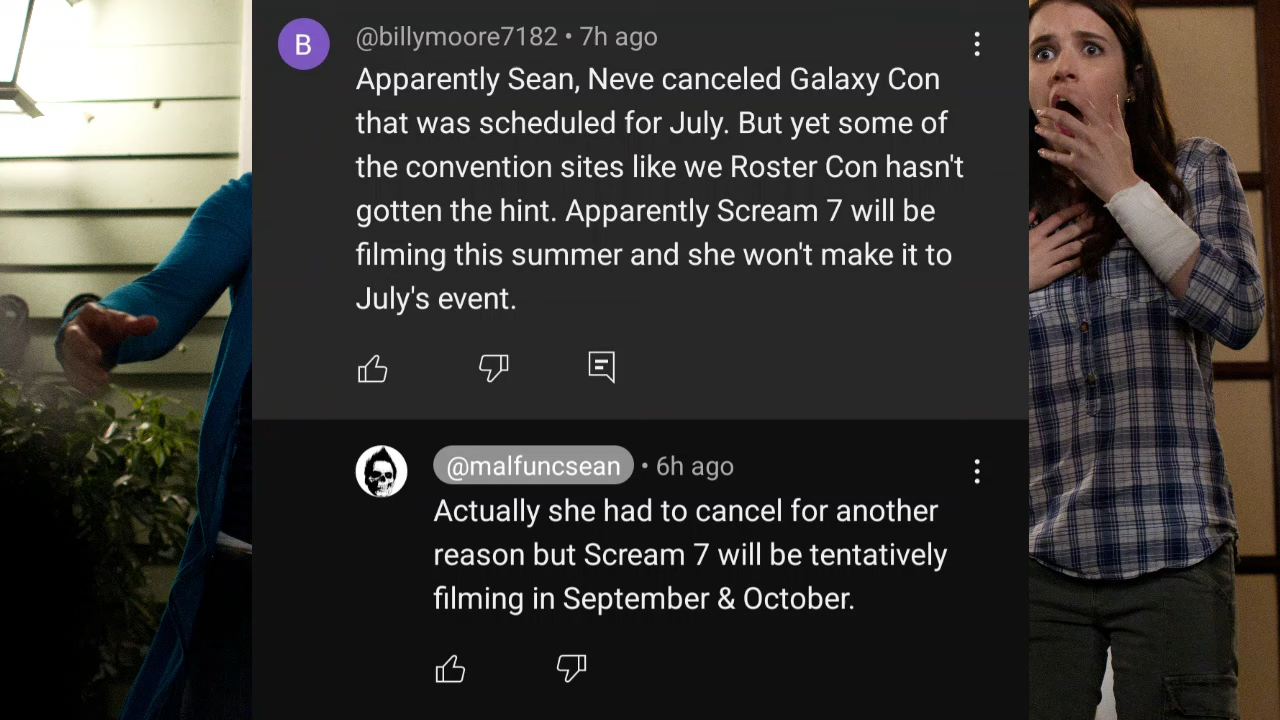 B
@billymoore7182 • 7h ago
Apparently Sean, Neve canceled Galaxy Con
that was scheduled for July. But yet some of
the convention sites like we Roster Con hasn't
gotten the hint. Apparently Scream 7 will be
filming this summer and she won't make it to
July's event.
@malfuncsean • 6h ago
Actually she had to cancel for another
reason but Scream 7 will be tentatively
filming in September & October.